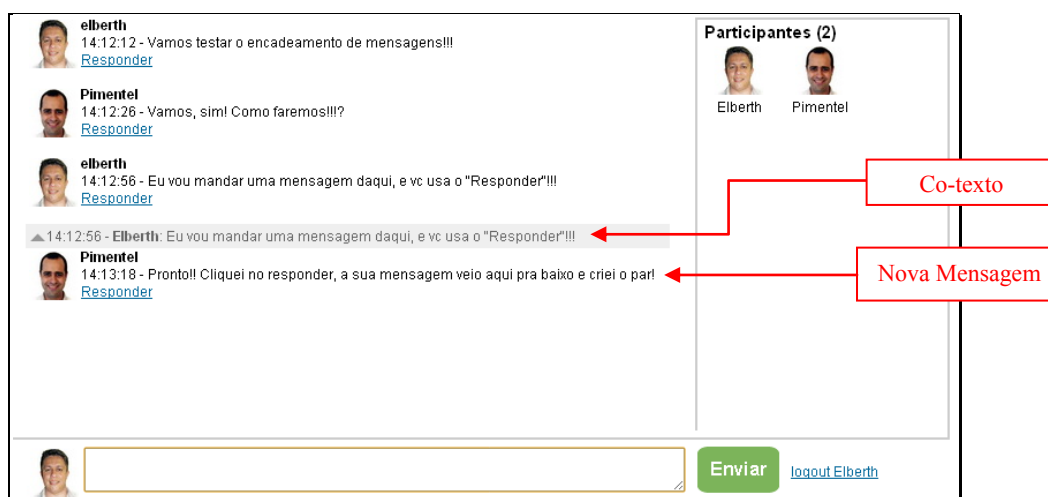 elberth
14:12:12 - Vamos testar o encadeamento de mensagens!!!
Responder
Pimentel
14:12:26 - Vamos, sim! Como faremos!!!?
Responder
elberth
14:12:56 - Eu vou mandar uma mensagem daqui, e vc usa o "Responder"!!!
Responder
14:12:56 - Elberth: Eu vou mandar uma mensagem daqui, e vc usa o "Responder"!!!
Pimentel
14:13:18 - Pronto!! Cliquei no responder, a sua mensagem veio aqui pra baixo e criei o par!
Responder
Participantes (2)
Elberth Pimentel
Co-texto
Nova Mensagem
Enviar
logout Elberth